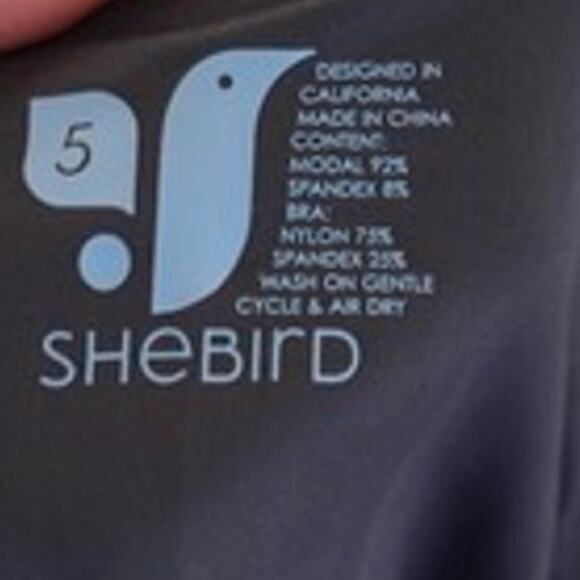 5
DESIGNED IN
CALIFORNIA
MADE IN CHINA
CONTENT:
MODAL 92%
SPANDEX 8%
BRA:
NYLON 75%
SPANDEX 25%
WASH ON GENTLE
CYCLE & AIR DRY
SHeBIrD